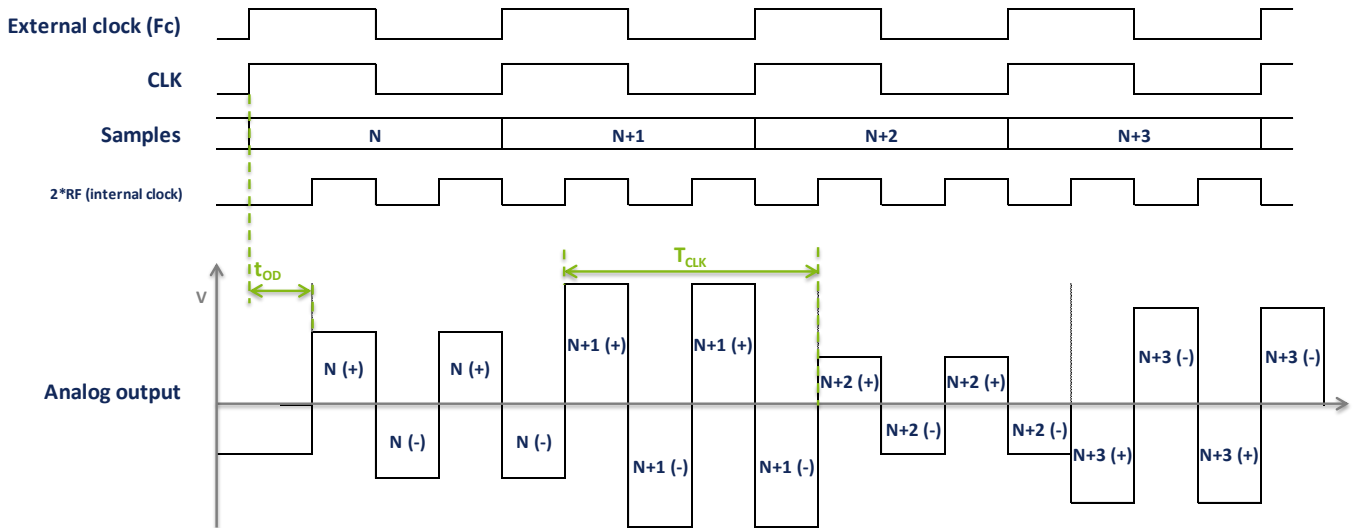 External clock (Fc)
CLK
Samples
N
N+1
N+2
N+3
2*RF (internal clock)
tOD
TCLK
V
N (+)
N (+)
N+1 (+)
N+1 (+)
N+2 (+)
N+2 (+)
N+3 (-)
N+3 (-)
Analog output
N (-)
N (-)
N+1 (-)
N+1 (-)
N+2 (-)
N+2 (-)
N+3 (+)
N+3 (+)